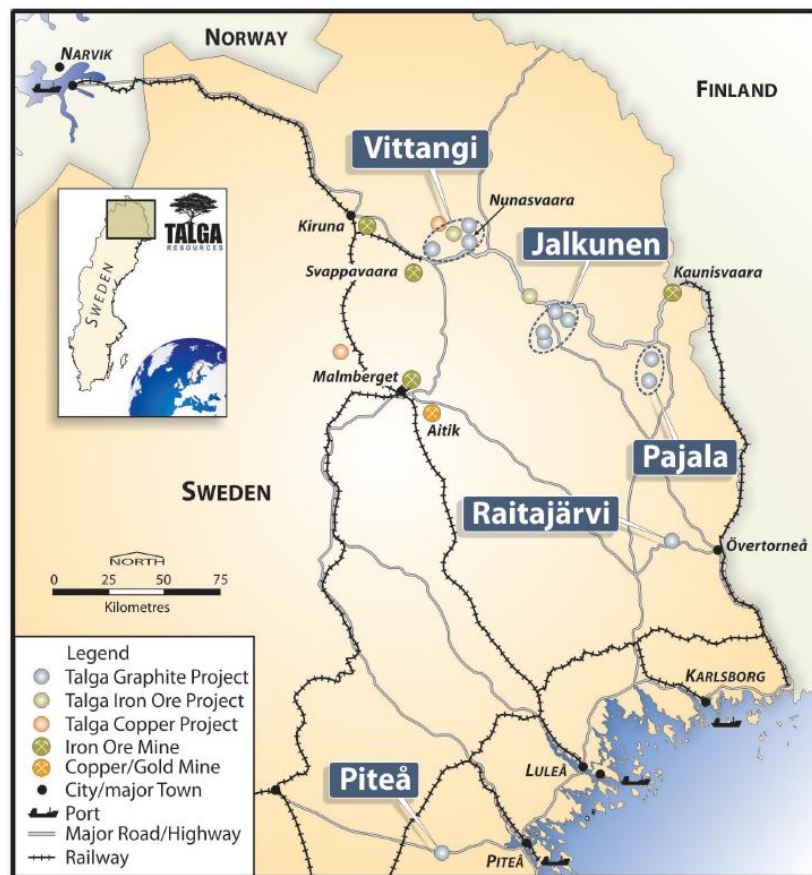 NORWAY
NARVIK
FINLAND
Vittangi
Nunasvaara
Kiruna
Jalkunen
Svappavaara
Kaunisvaara
TALGA
RESOURCES
SWEDEN
Malmberget
Aitik
Pajala
SWEDEN
Raitajärvi
Övertorneå
NORTH
0 25 50 75
Kilometres
Legend
Talga Graphite Project
Talga Iron Ore Project
Talga Copper Project
Iron Ore Mine
Copper/Gold Mine
City/major Town
Port
Major Road/Highway
Railway
KARLSBORG
LULEÅ
Piteå
PITEÅ